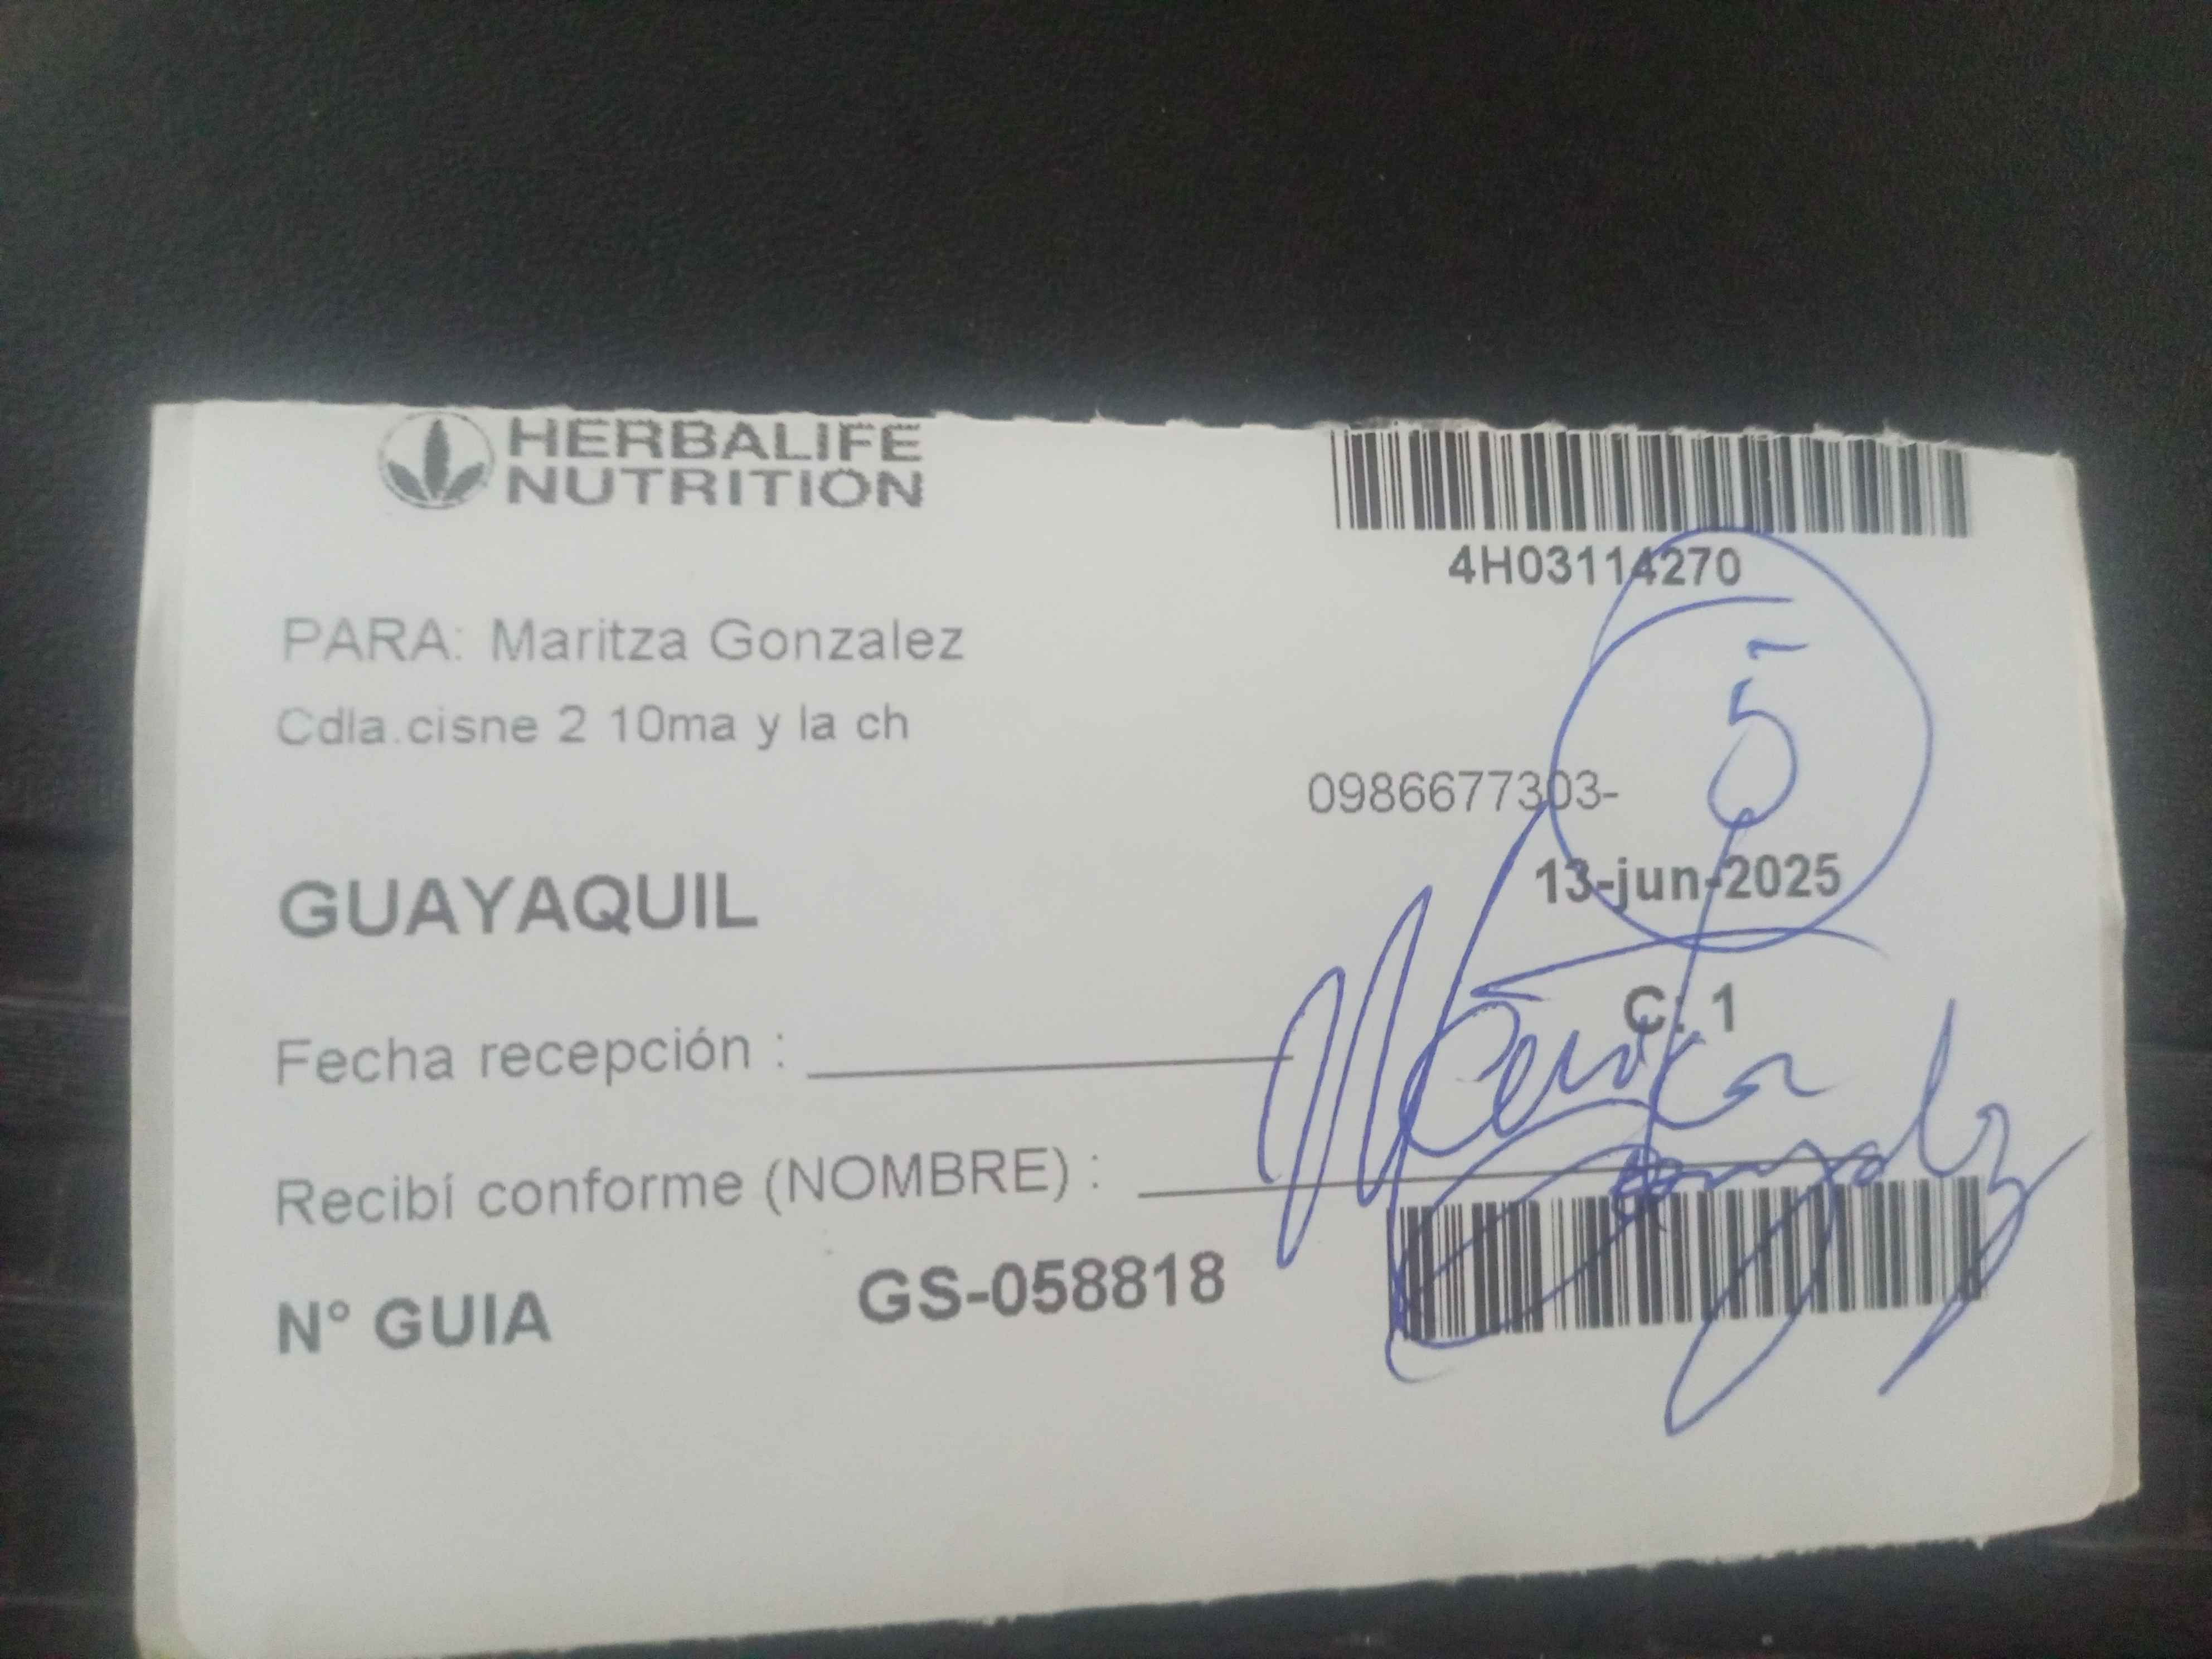 HERBALIFE
NUTRITION
4H03114270
PARA: Maritza Gonzalez
Cdla.cisne 2 10ma y la ch
5
0986677303-
13-jun-2025
GUAYAQUIL
C: 1
Fecha recepción :
Recibí conforme (NOMBRE) :
N° GUIA GS-058818